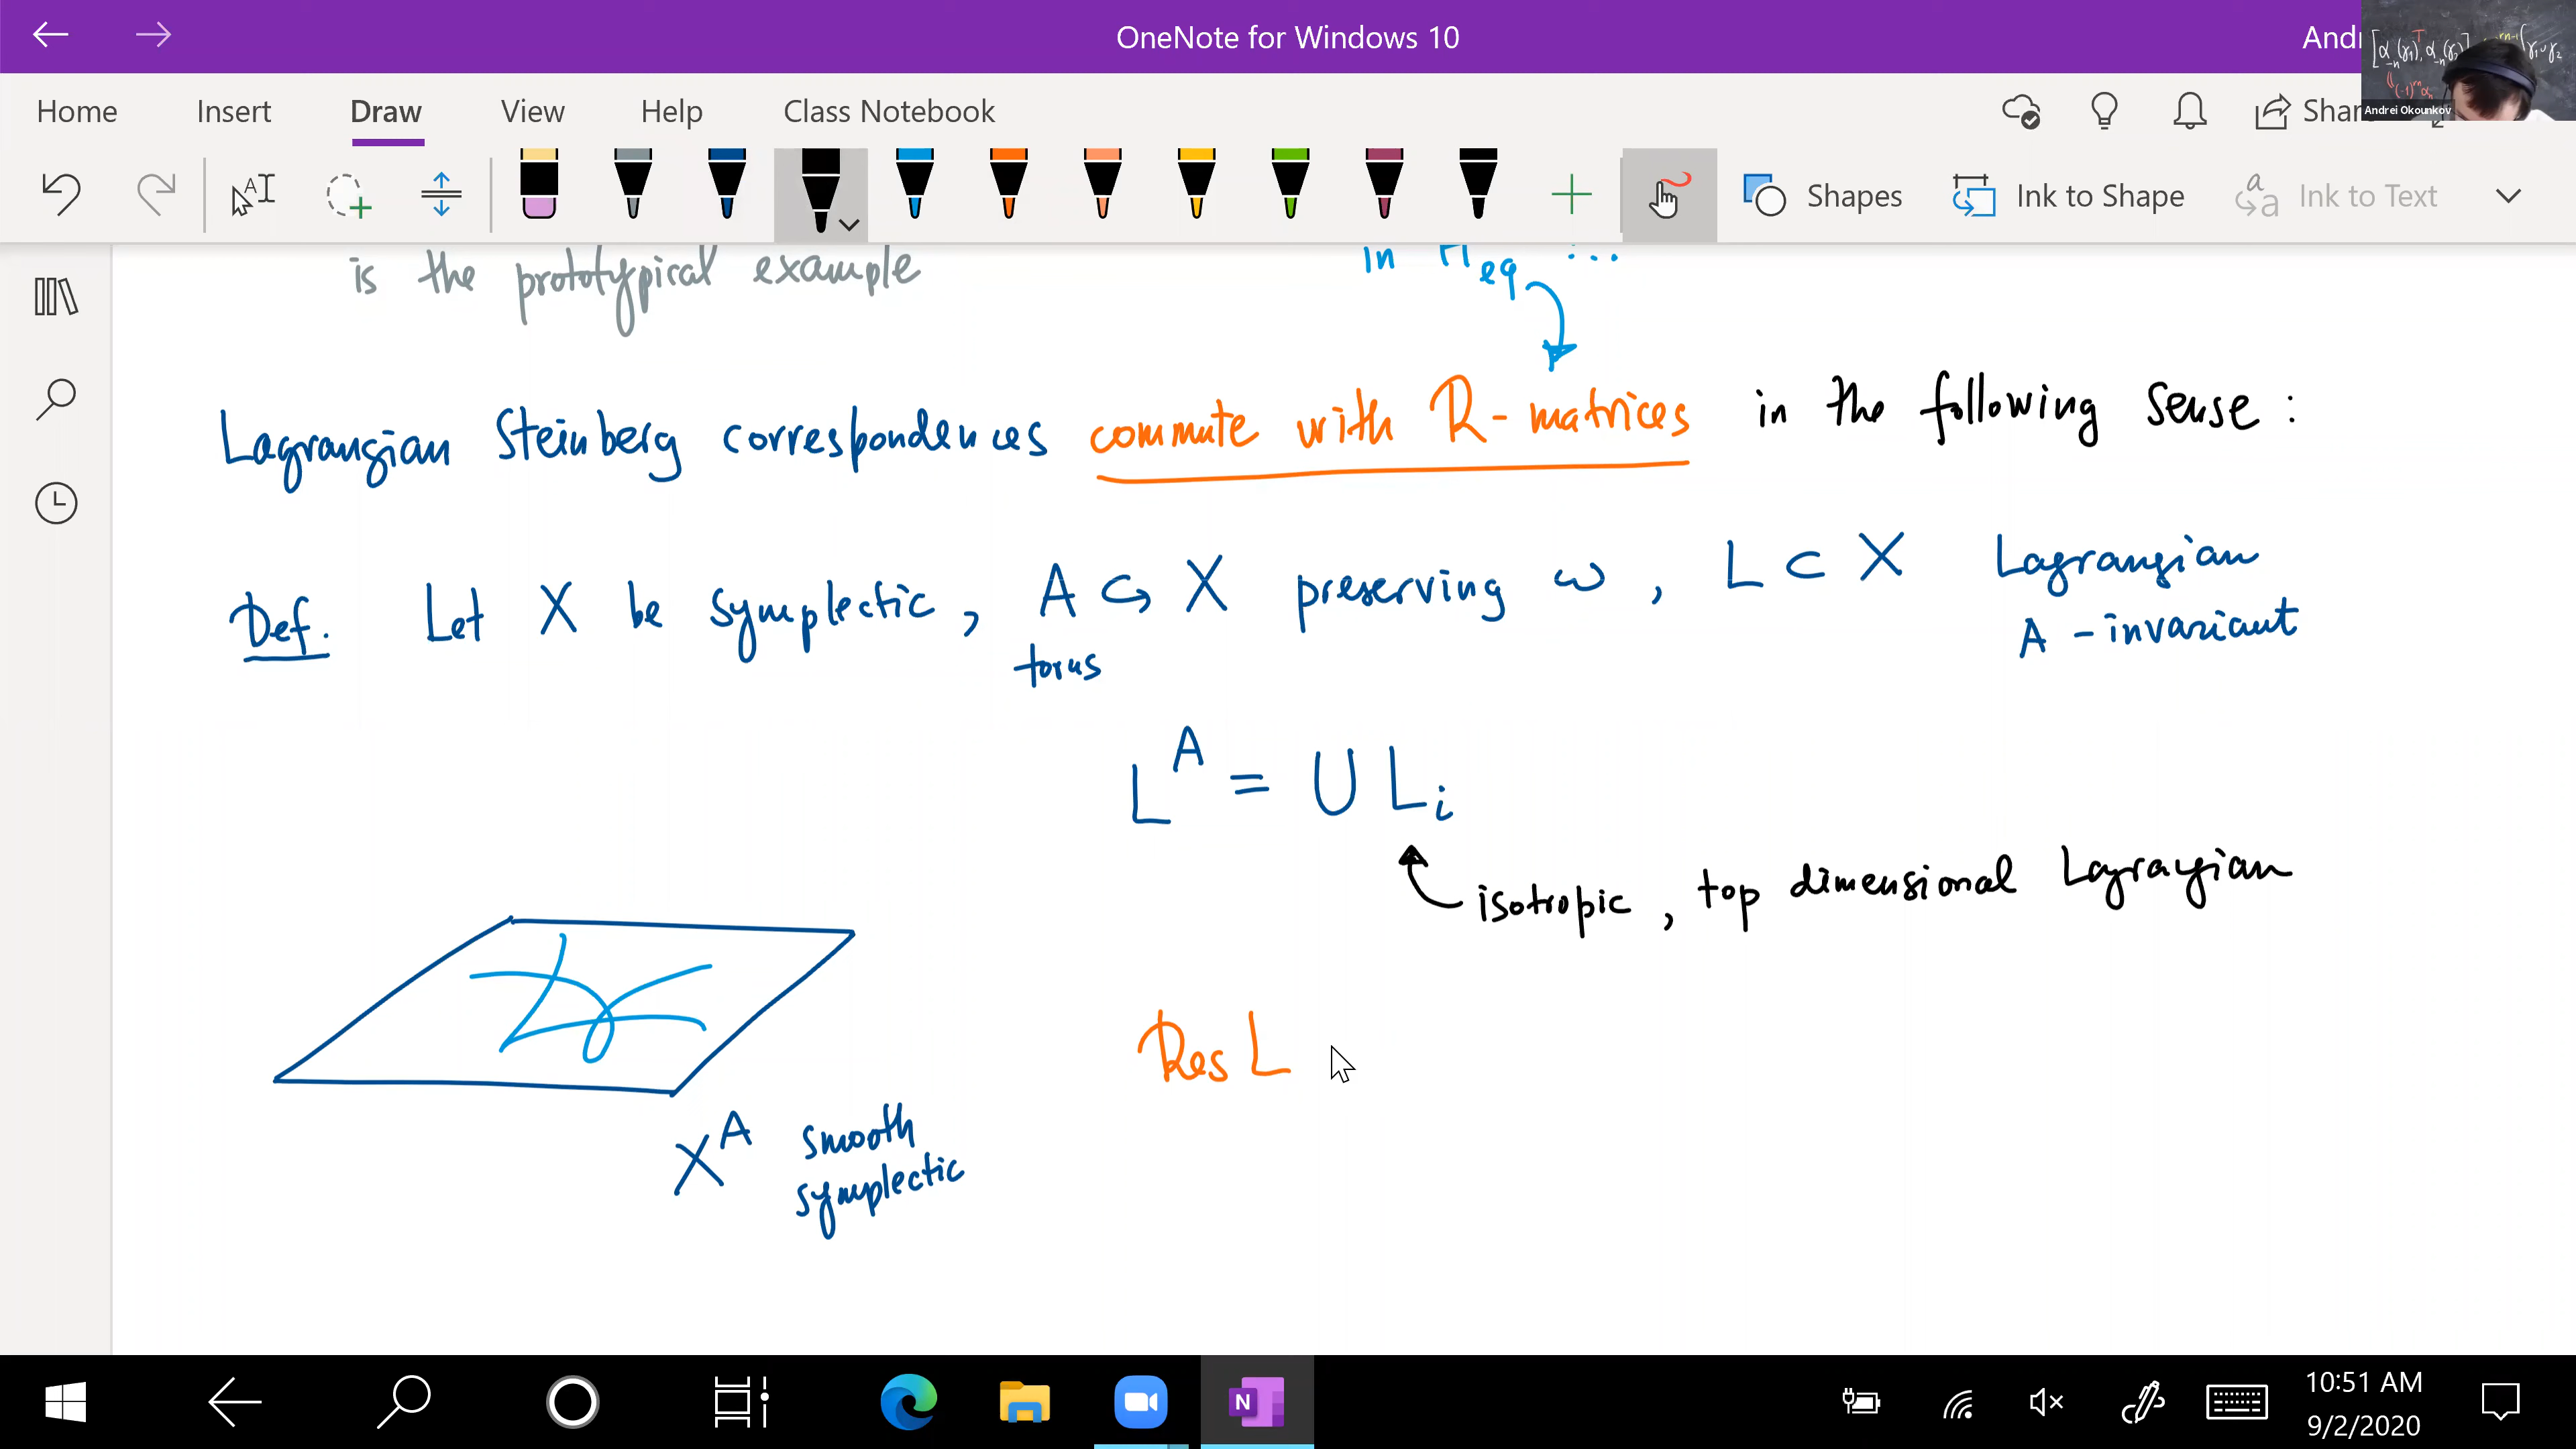 OneNote for Windows 10
Andrei Okounkov
Home Insert Draw View Help Class Notebook
Shapes Ink to Shape Ink to Text
is the prototypical example
in H_eq ...
Lagrangian Steinberg correspondences commute with R-matrices in the following sense :
Def. Let X be symplectic, A ↪ X preserving ω, L ⊂ X Lagrangian
torus
A-invariant
L^A = ∪ L_i
isotropic, top dimensional Lagrangian
Res L
X^A smooth
symplectic
10:51 AM
9/2/2020